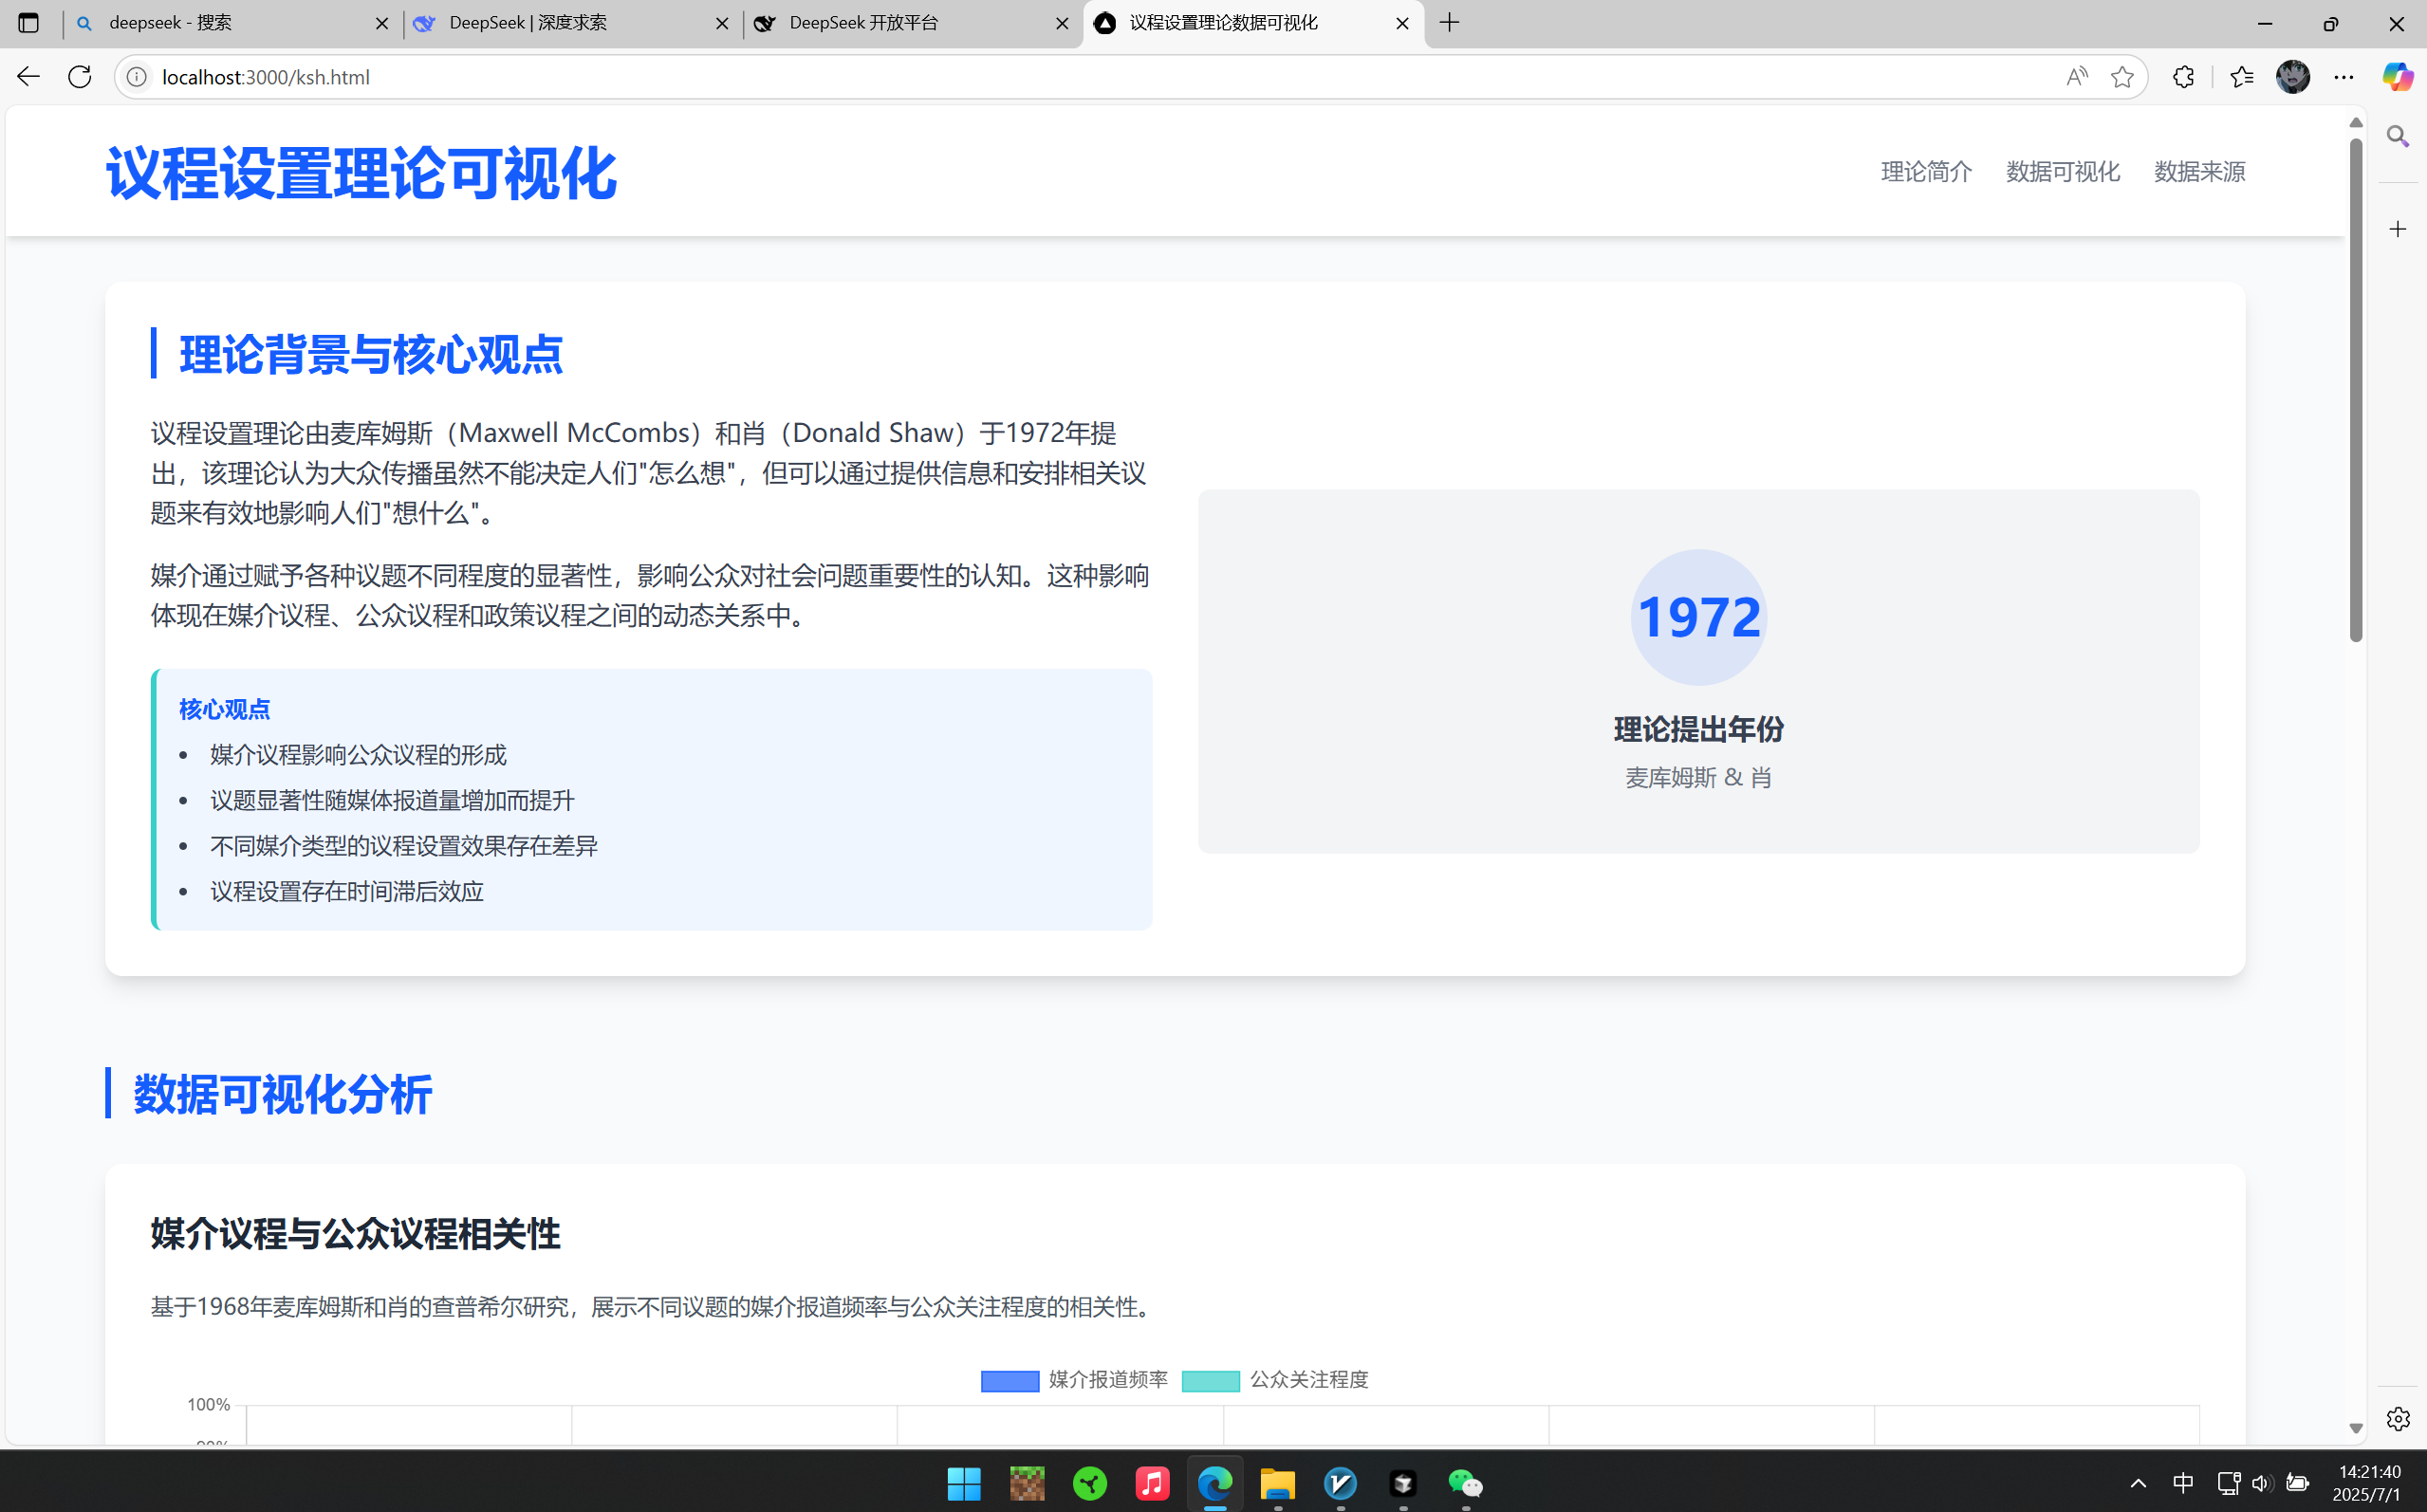 deepseek - 搜索
DeepSeek | 深度求索
DeepSeek 开放平台
议程设置理论数据可视化
localhost:3000/ksh.html
议程设置理论可视化
理论简介 数据可视化 数据来源
理论背景与核心观点
议程设置理论由麦库姆斯（Maxwell McCombs）和肖（Donald Shaw）于1972年提
出，该理论认为大众传播虽然不能决定人们"怎么想"，但可以通过提供信息和安排相关议
题来有效地影响人们"想什么"。
媒介通过赋予各种议题不同程度的显著性，影响公众对社会问题重要性的认知。这种影响
体现在媒介议程、公众议程和政策议程之间的动态关系中。
核心观点
• 媒介议程影响公众议程的形成
• 议题显著性随媒体报道量增加而提升
• 不同媒介类型的议程设置效果存在差异
• 议程设置存在时间滞后效应
1972
理论提出年份
麦库姆斯 & 肖
数据可视化分析
媒介议程与公众议程相关性
基于1968年麦库姆斯和肖的查普希尔研究，展示不同议题的媒介报道频率与公众关注程度的相关性。
媒介报道频率 公众关注程度
100%
中
14:21:40
2025/7/1